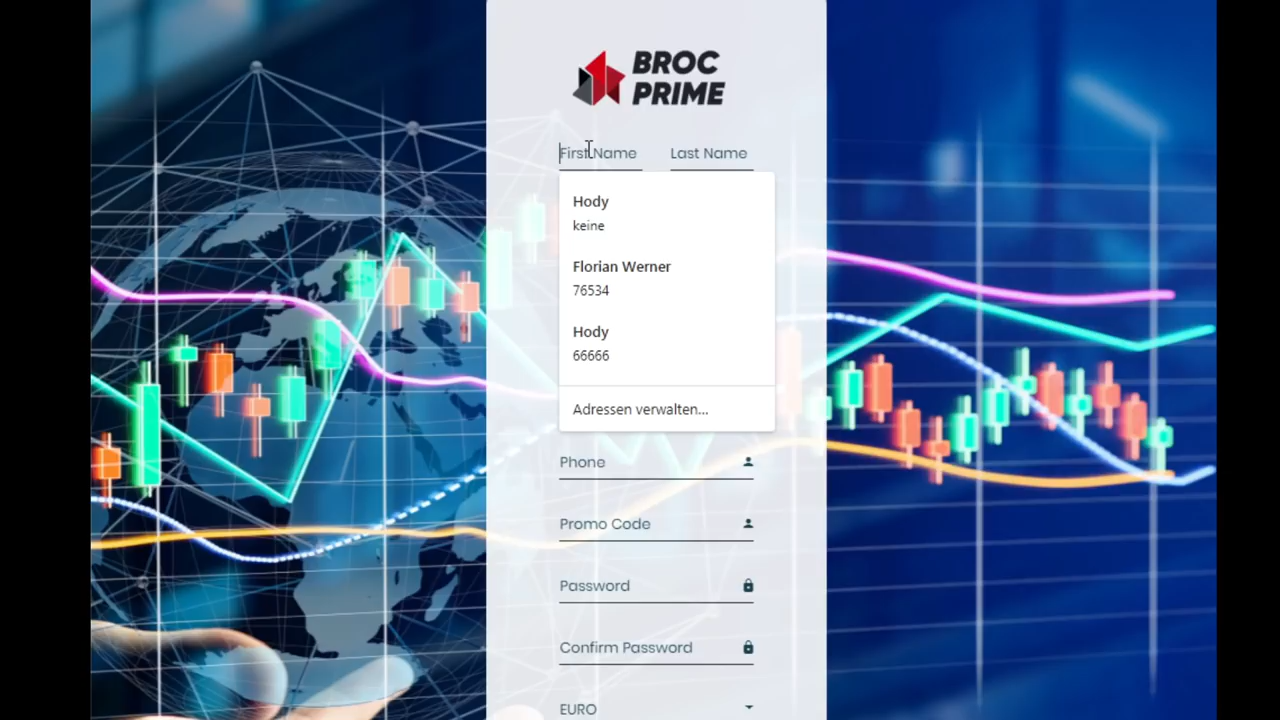 BROC
PRIME
First Name Last Name
Hody
keine
Florian Werner
76534
Hody
66666
Adressen verwalten...
Phone
Promo Code
Password
Confirm Password
EURO